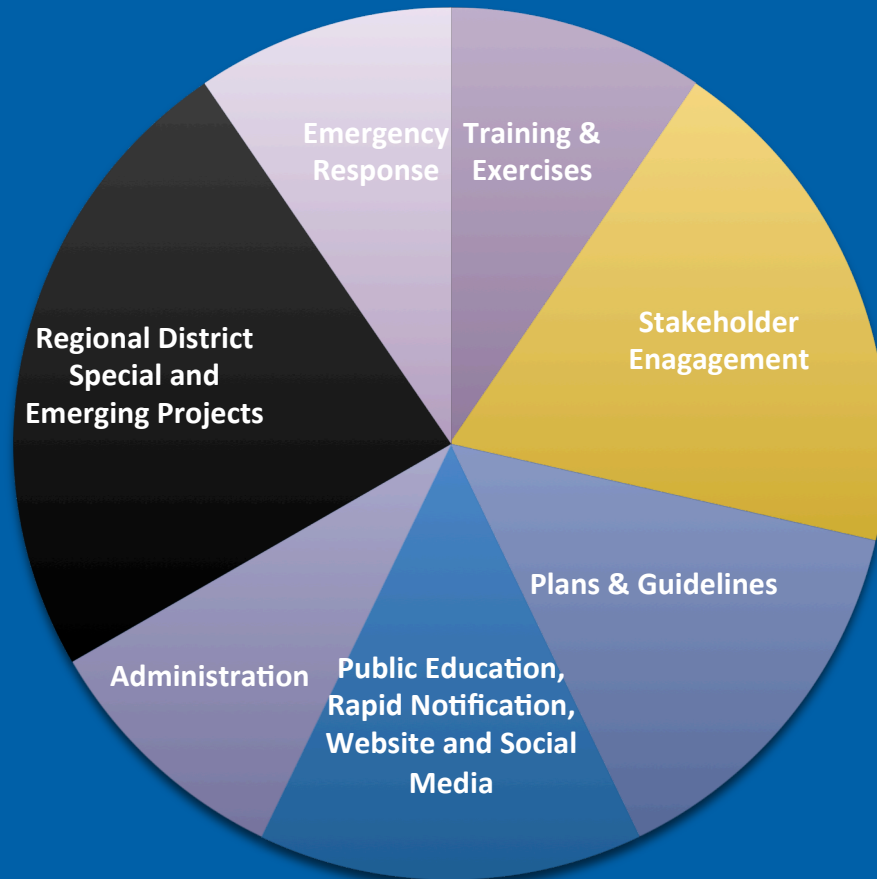 Emergency
Response
Training &
Exercises
Stakeholder
Enagagement
Regional District
Special and
Emerging Projects
Plans & Guidelines
Administration
Public Education,
Rapid Notification,
Website and Social
Media